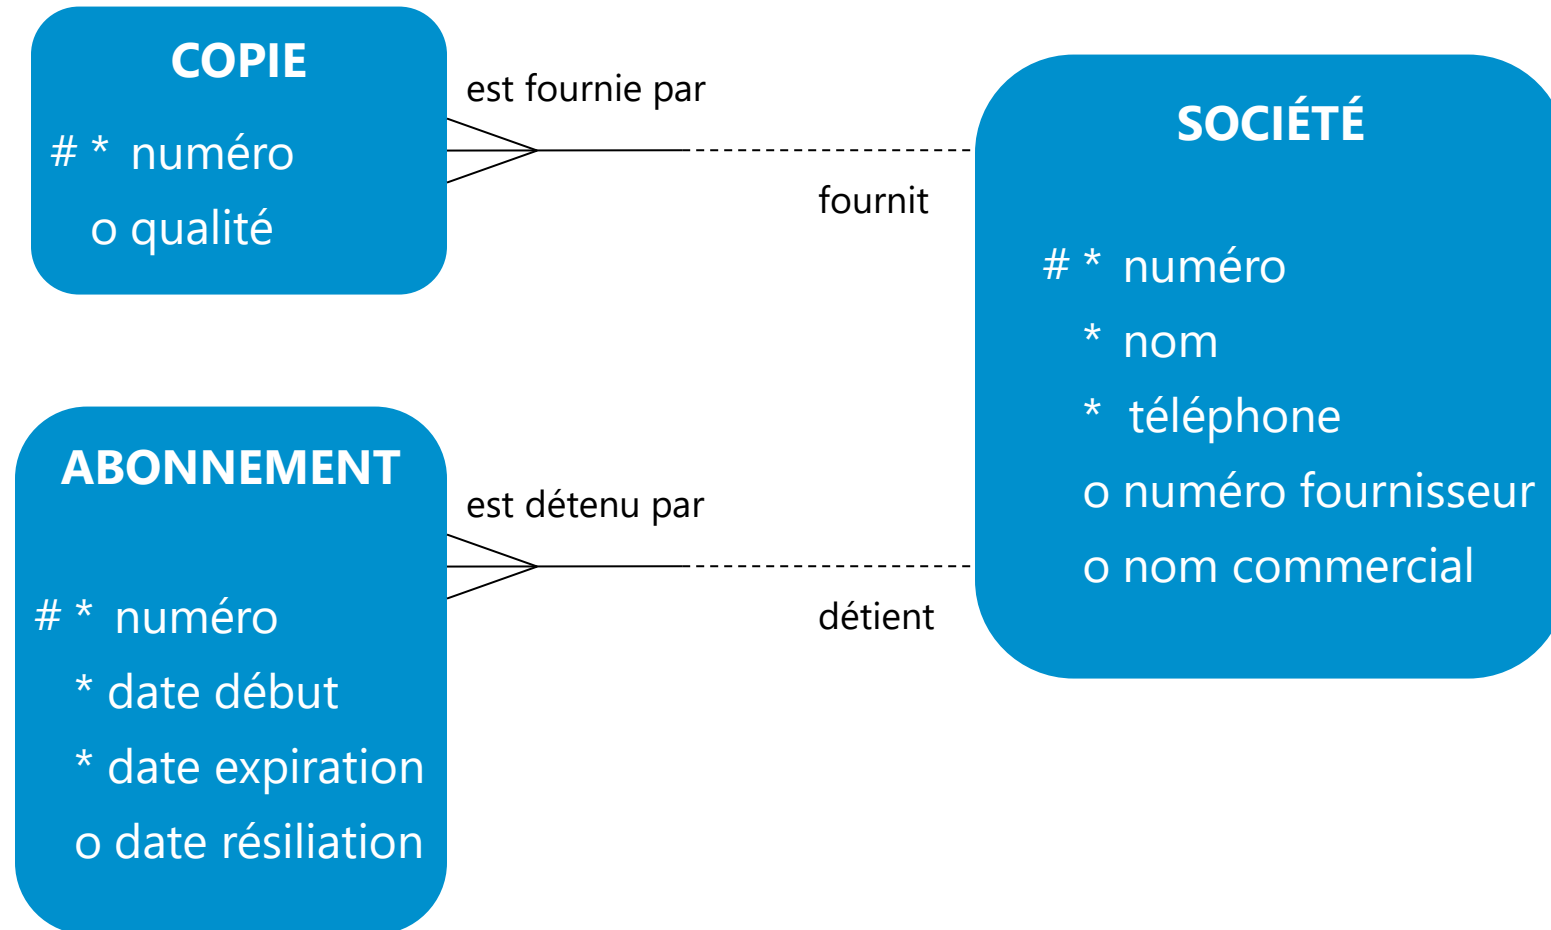 COPIE
# * numéro
o qualité
est fournie par
fournit
SOCIÉTÉ
# * numéro
* nom
* téléphone
o numéro fournisseur
o nom commercial
ABONNEMENT
# * numéro
* date début
* date expiration
o date résiliation
est détenu par
détient